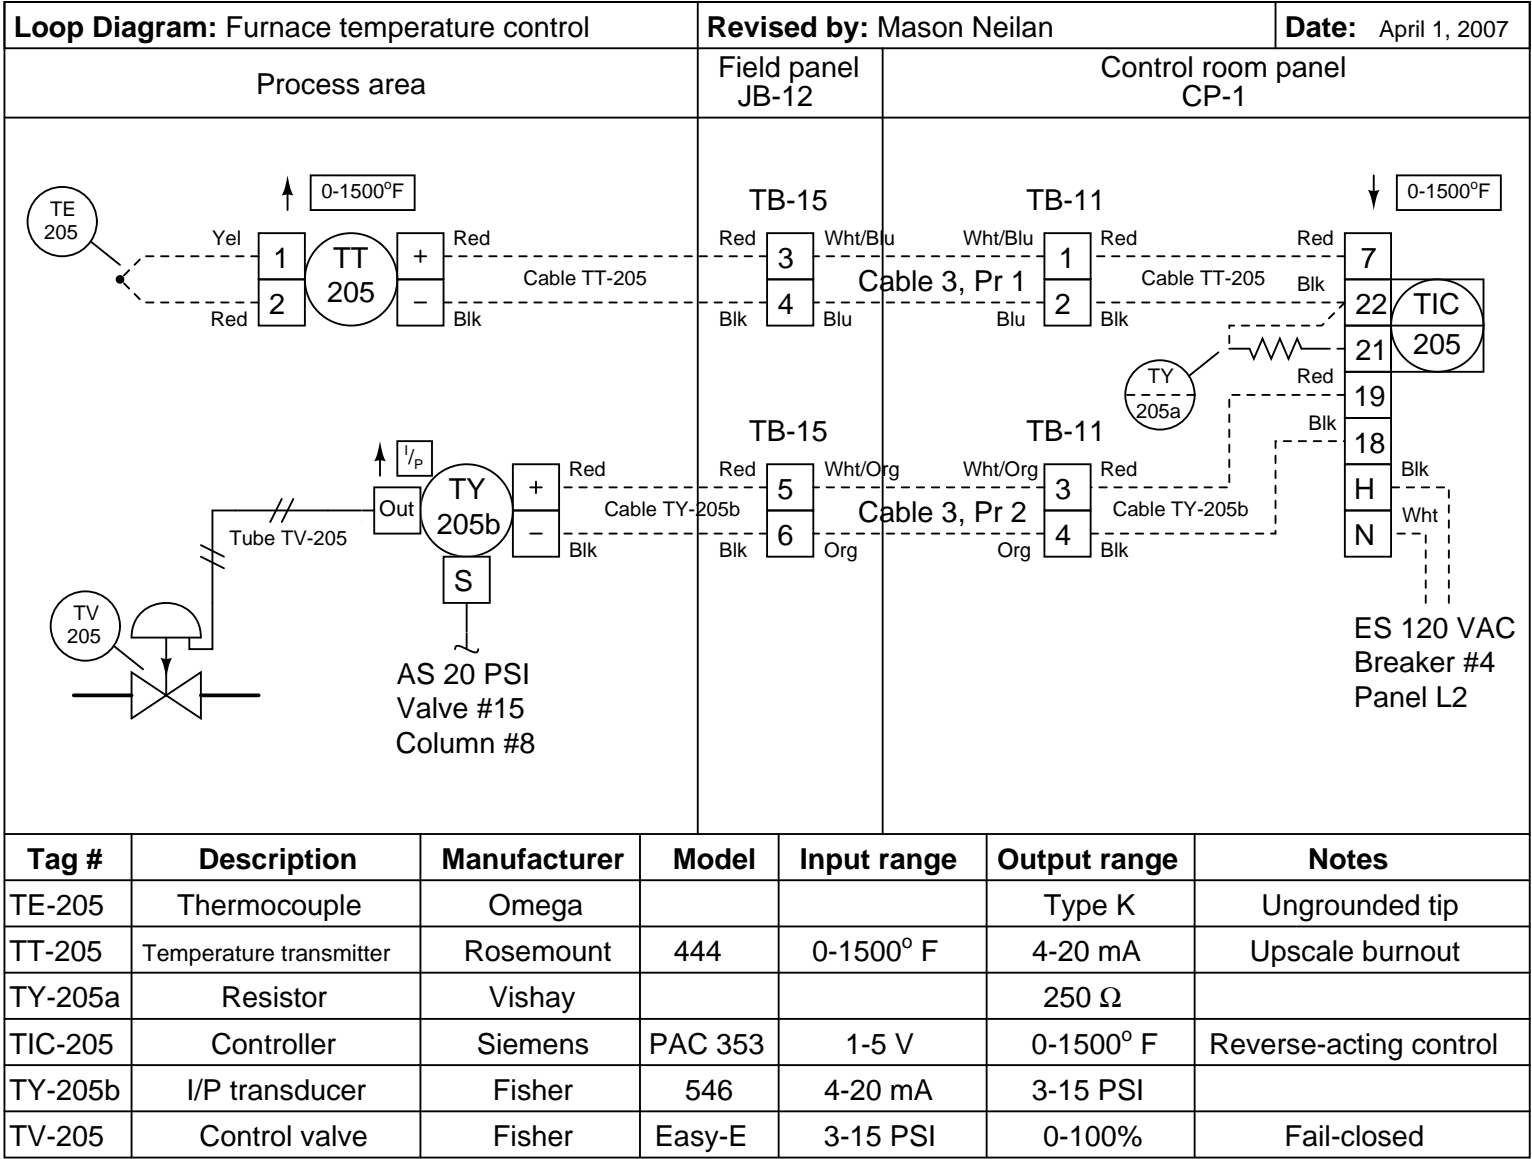 Loop Diagram: Furnace temperature control
Revised by: Mason Neilan
Date: April 1, 2007
Process area
Field panel
JB-12
Control room panel
CP-1
TE
205
0-1500°F
Yel
Red
1
2
TT
205
+
–
Red
Blk
Cable TT-205
TB-15
Red
Blk
3
4
Wht/Blu
Blu
Cable 3, Pr 1
TB-11
Wht/Blu
Blu
1
2
Red
Blk
Cable TT-205
0-1500°F
Red
Blk
7
22
21
19
18
H
N
TIC
205
TY
205a
Red
Blk
Blk
Wht
ES 120 VAC
Breaker #4
Panel L2
I/P
Out
TY
205b
S
+
–
Red
Blk
Cable TY-205b
TB-15
Red
Blk
5
6
Wht/Org
Org
Cable 3, Pr 2
TB-11
Wht/Org
Org
3
4
Red
Blk
Cable TY-205b
Tube TV-205
TV
205
AS 20 PSI
Valve #15
Column #8
Tag # Description Manufacturer Model Input range Output range Notes
TE-205 Thermocouple Omega Type K Ungrounded tip
TT-205 Temperature transmitter Rosemount 444 0-1500° F 4-20 mA Upscale burnout
TY-205a Resistor Vishay 250 Ω
TIC-205 Controller Siemens PAC 353 1-5 V 0-1500° F Reverse-acting control
TY-205b I/P transducer Fisher 546 4-20 mA 3-15 PSI
TV-205 Control valve Fisher Easy-E 3-15 PSI 0-100% Fail-closed